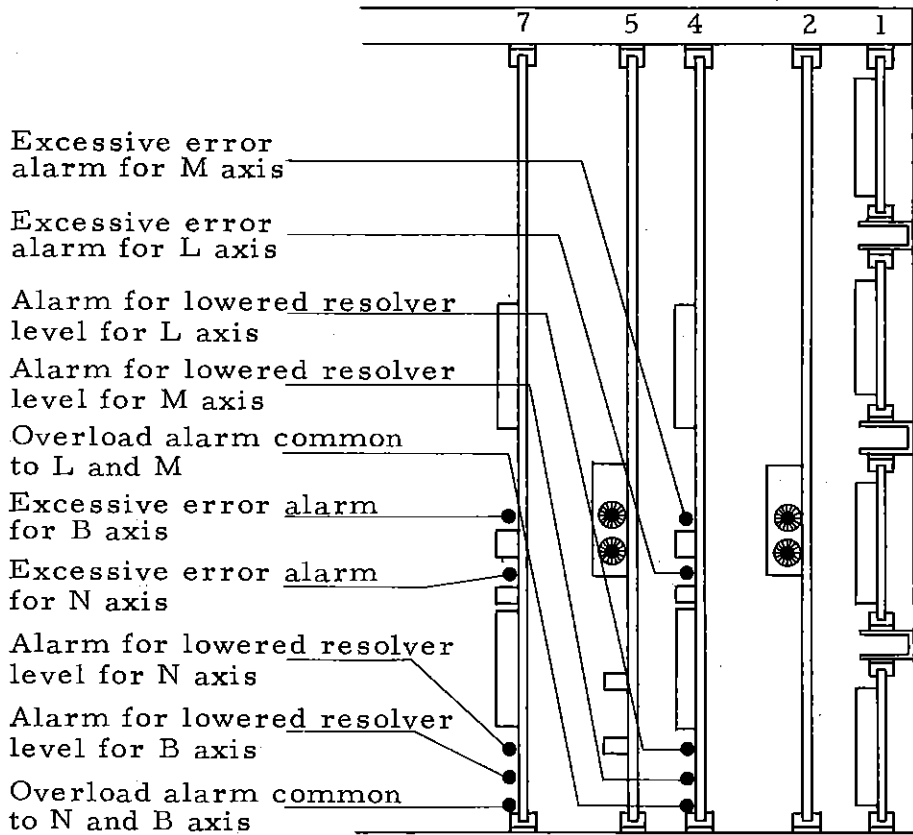 7 5 4 2 1
Excessive error
alarm for M axis
Excessive error
alarm for L axis
Alarm for lowered resolver
level for L axis
Alarm for lowered resolver
level for M axis
Overload alarm common
to L and M
Excessive error alarm
for B axis
Excessive error alarm
for N axis
Alarm for lowered resolver
level for N axis
Alarm for lowered resolver
level for B axis
Overload alarm common
to N and B axis